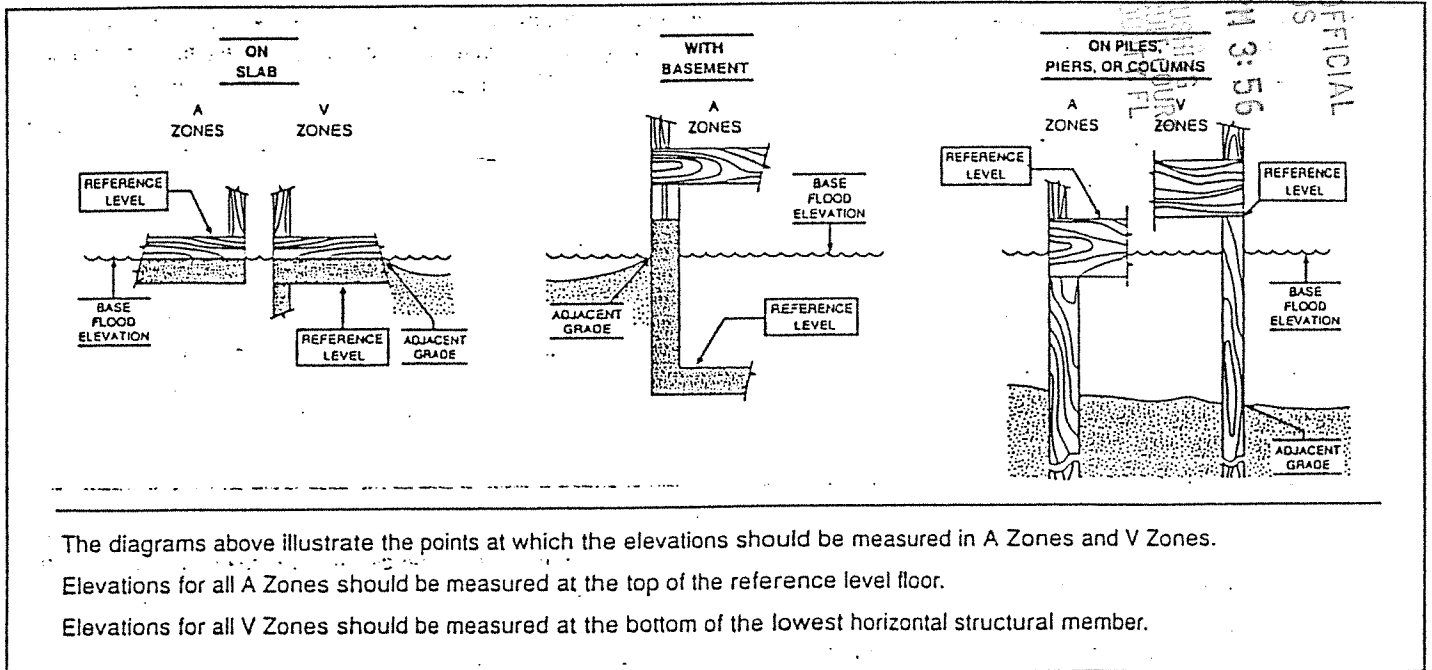 ON
SLAB
A
ZONES
V
ZONES
REFERENCE
LEVEL
BASE
FLOOD
ELEVATION
REFERENCE
LEVEL
ADJACENT
GRADE
WITH
BASEMENT
A
ZONES
BASE
FLOOD
ELEVATION
ADJACENT
GRADE
REFERENCE
LEVEL
ON PILES,
PIERS, OR COLUMNS
A
ZONES
V
ZONES
REFERENCE
LEVEL
REFERENCE
LEVEL
BASE
FLOOD
ELEVATION
ADJACENT
GRADE
OFFICIAL
3:56
FL
The diagrams above illustrate the points at which the elevations should be measured in A Zones and V Zones.
Elevations for all A Zones should be measured at the top of the reference level floor.
Elevations for all V Zones should be measured at the bottom of the lowest horizontal structural member.